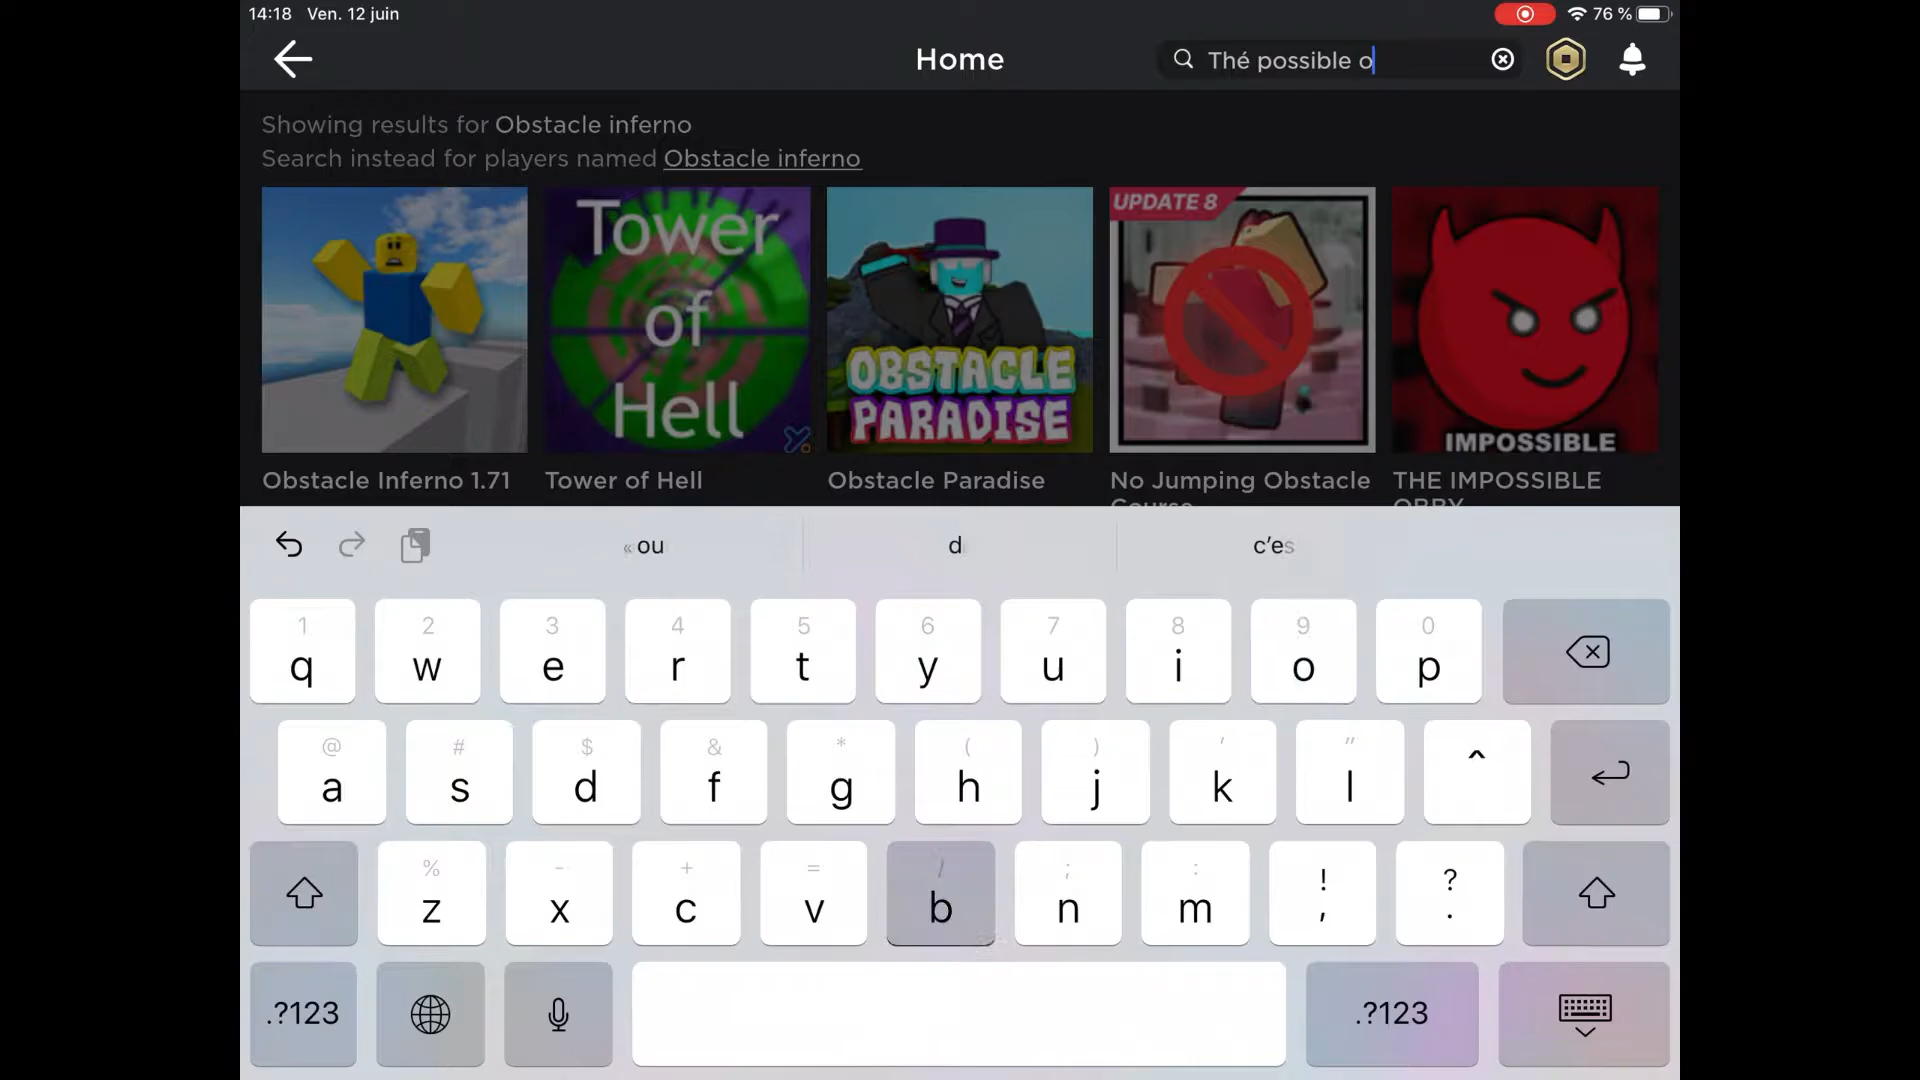 14:18 Ven. 12 juin 76 %
Home
Thé possible o
Showing results for Obstacle inferno
Search instead for players named Obstacle inferno
Tower
of
Hell
OBSTACLE
PARADISE
UPDATE 8
IMPOSSIBLE
Obstacle Inferno 1.71
Tower of Hell
Obstacle Paradise
No Jumping Obstacle
Course
THE IMPOSSIBLE
OBBY
«ou d c’es
1 2 3 4 5 6 7 8 9 0
q w e r t y u i o p
@ # $ & * ( ) ′ ″
a s d f g h j k l ^
% - + = / ; : ! ?
z x c v b n m , .
.?123 .?123